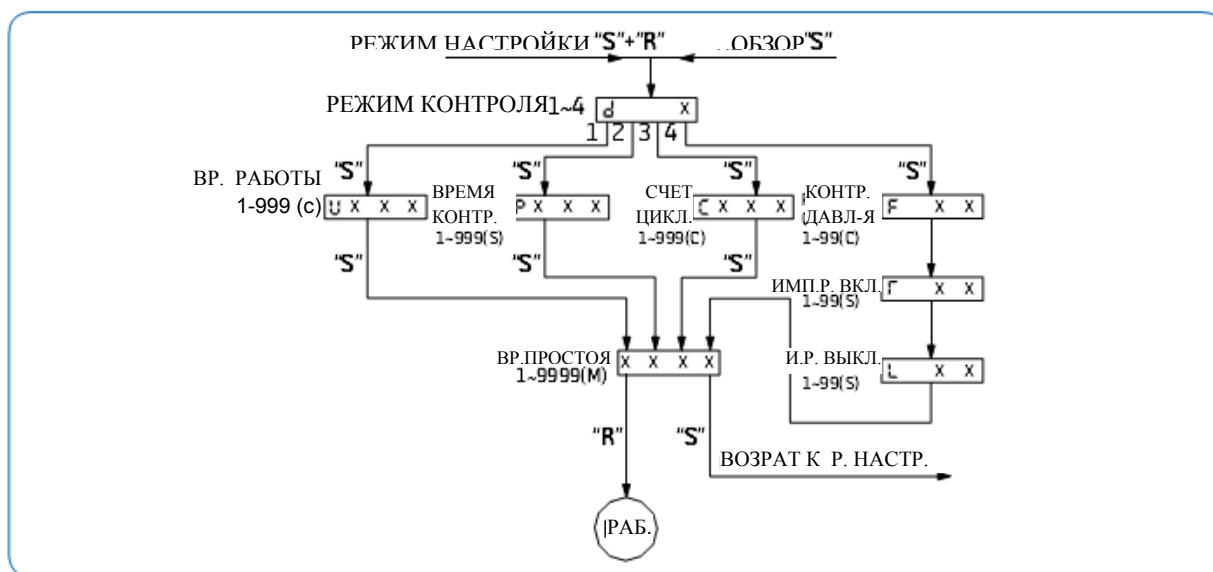 РЕЖИМ НАСТРОЙКИ "S"+"R" ОБЗОР"S"
РЕЖИМ КОНТРОЛЯ 1~4 d X
1 2 3 4
"S" "S" "S" "S"
ВР. РАБОТЫ
1-999 (c)
U X X X
ВРЕМЯ
КОНТР.
1~999(S)
P X X X
СЧЕТ
ЦИКЛ.
1~999(C)
C X X X
КОНТР.
ДАВЛ-Я
1~99(C)
F X X
"S" "S" "S"
ИМП.Р. ВКЛ.
1~99(S)
Г X X
ВР.ПРОСТОЯ
1~9999(M)
X X X X
И.Р. ВЫКЛ.
1~99(S)
L X X
"R" "S"
ВОЗРАТ К Р. НАСТР.
РАБ.